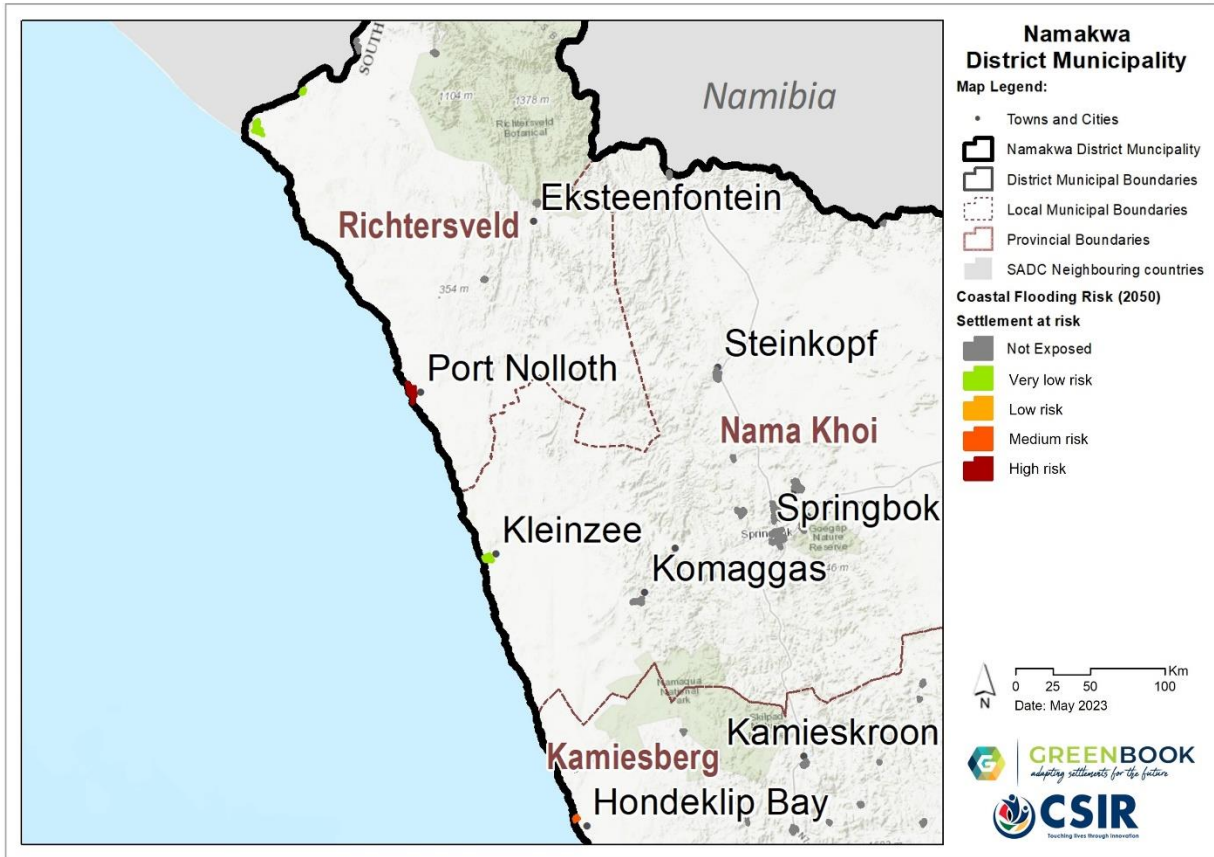 SOUTH
1104 m
1378 m
Richtersveld
Botanical
Namibia
Eksteenfontein
Richtersveld
354 m
Steinkopf
Port Nolloth
Nama Khoi
Springbok
Goegap
Nature
Reserve
Kleinzee
Komaggas
Namaqua
National
Park
Skilpad
Kamieskroon
Kamiesberg
Hondeklip Bay
Namakwa
District Municipality
Map Legend:
Towns and Cities
Namakwa District Muncipality
District Municipal Boundaries
Local Municipal Boundaries
Provincial Boundaries
SADC Neighbouring countries
Coastal Flooding Risk (2050)
Settlement at risk
Not Exposed
Very low risk
Low risk
Medium risk
High risk
N
0 25 50 100 Km
Date: May 2023
G GREENBOOK
adapting settlements for the future
CSIR
Touching lives through innovation